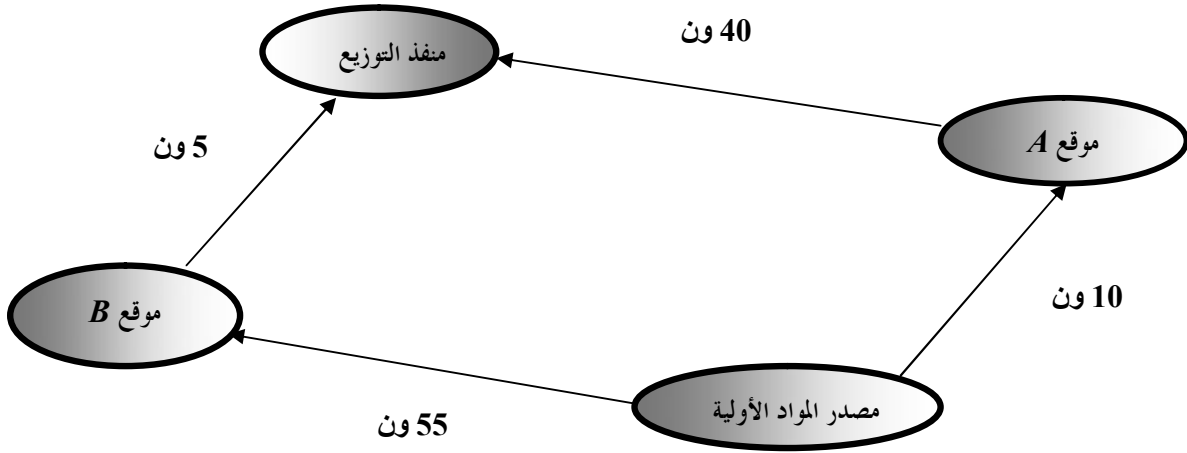 40 ون
منفذ التوزيع
موقع A
5 ون
10 ون
موقع B
مصدر المواد الأولية
55 ون